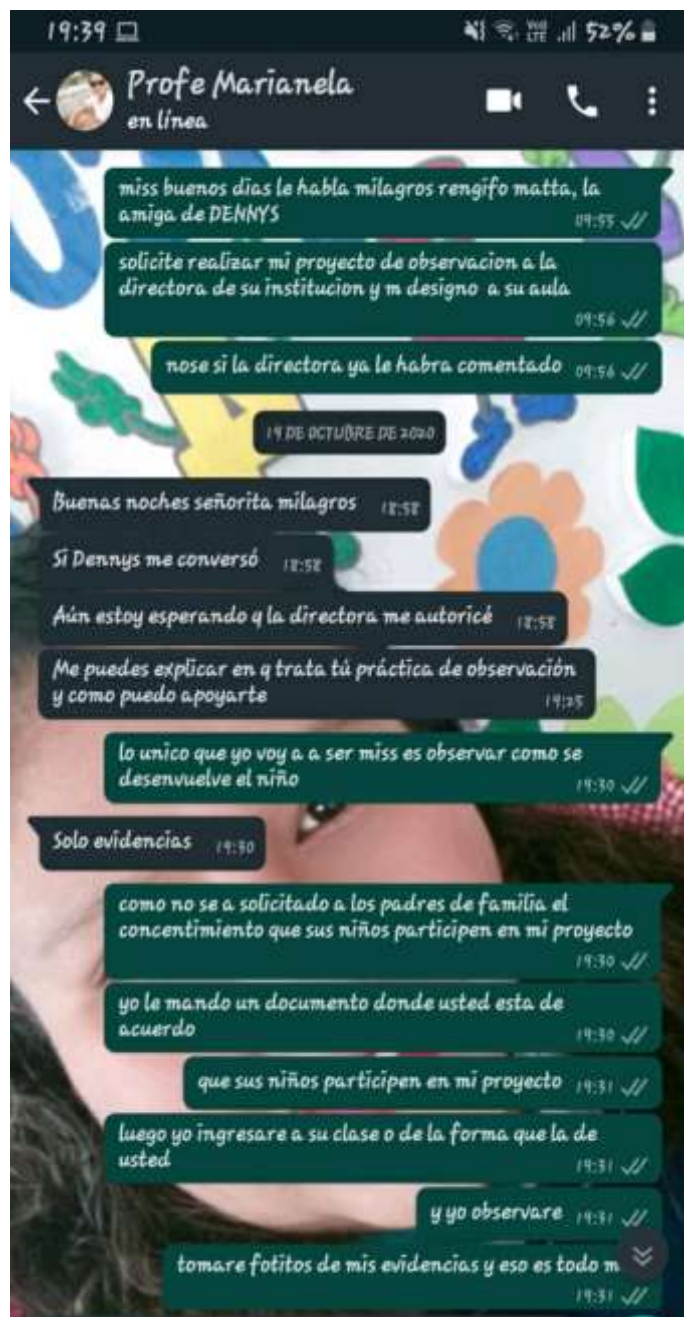 19:39
52%
Profe Marianela
en línea
miss buenos dias le habla milagros rengifo matta, la
amiga de DENNYS
09:55
solicite realizar mi proyecto de observacion a la
directora de su institucion y m designo a su aula
09:56
nose si la directora ya le habra comentado 09:56
19 DE OCTUBRE DE 2020
Buenas noches señorita milagros 18:58
Si Dennys me conversó 18:58
Aún estoy esperando q la directora me autoricé 18:58
Me puedes explicar en q trata tú práctica de observación
y como puedo apoyarte
19:25
lo unico que yo voy a a ser miss es observar como se
desenvuelve el niño
19:30
Solo evidencias 19:30
como no se a solicitado a los padres de familia el
concentimiento que sus niños participen en mi proyecto
19:30
yo le mando un documento donde usted esta de
acuerdo
19:30
que sus niños participen en mi proyecto 19:31
luego yo ingresare a su clase o de la forma que la de
usted
19:31
y yo observare 19:31
tomare fotitos de mis evidencias y eso es todo m
19:31